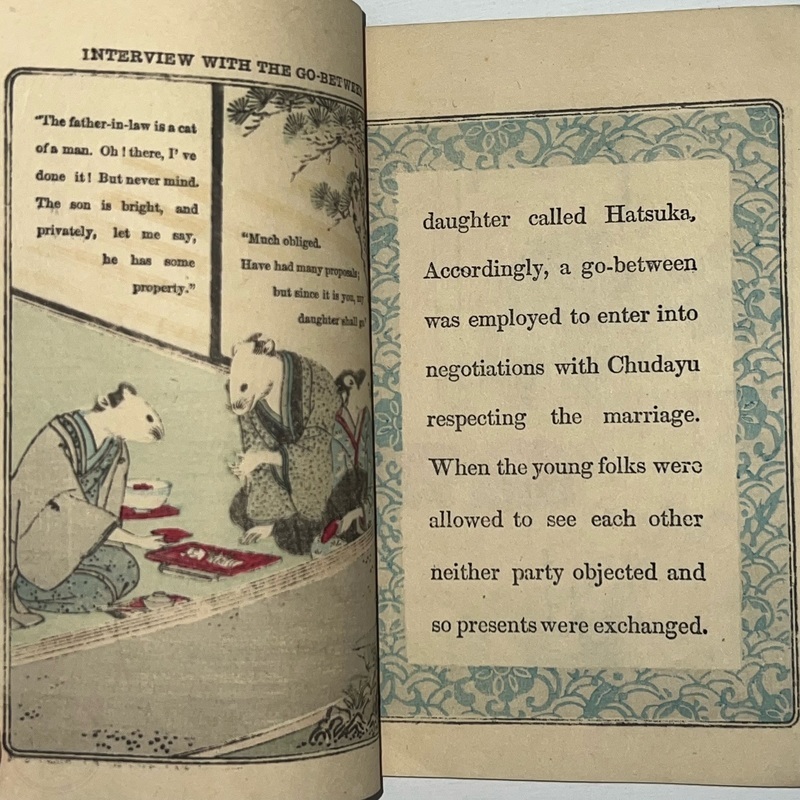 INTERVIEW WITH THE GO-BETWEEN
"The father-in-law is a cat
of a man. Oh! there, I've
done it! But never mind.
The son is bright, and
privately, let me say,
he has some
property."
"Much obliged.
Have had many proposals;
but since it is you, my
daughter shall go"
daughter called Hatsuka,
Accordingly, a go-between
was employed to enter into
negotiations with Chudayu
respecting the marriage.
When the young folks were
allowed to see each other
neither party objected and
so presents were exchanged.